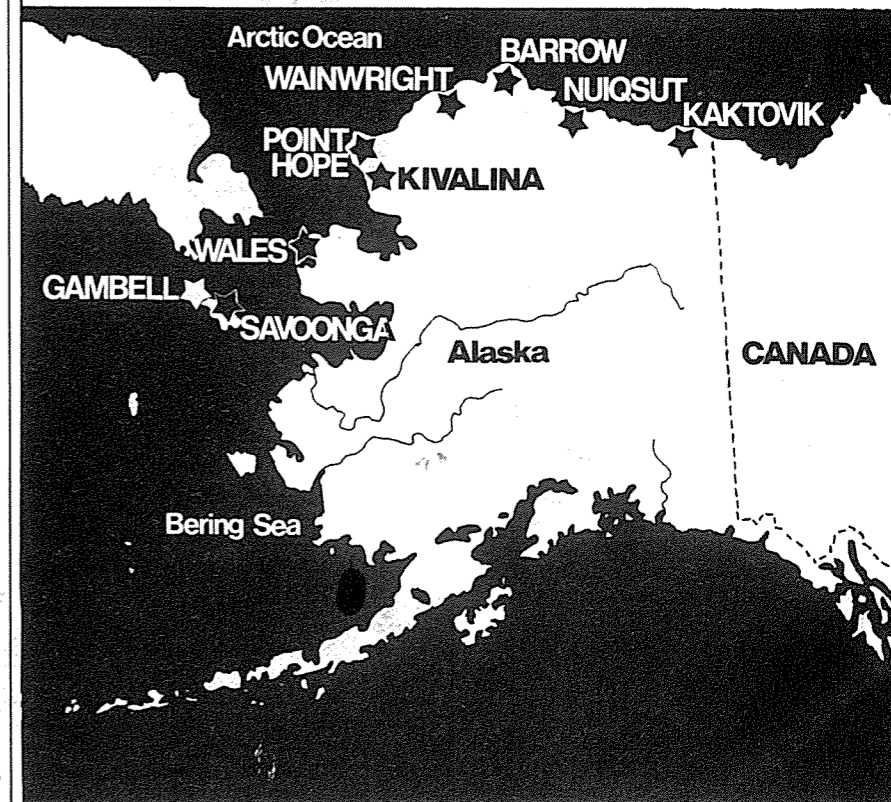 Arctic Ocean
BARROW
WAINWRIGHT
NUIQSUT
KAKTOVIK
POINT
HOPE
KIVALINA
WALES
GAMBELL
SAVOONGA
Alaska
CANADA
Bering Sea